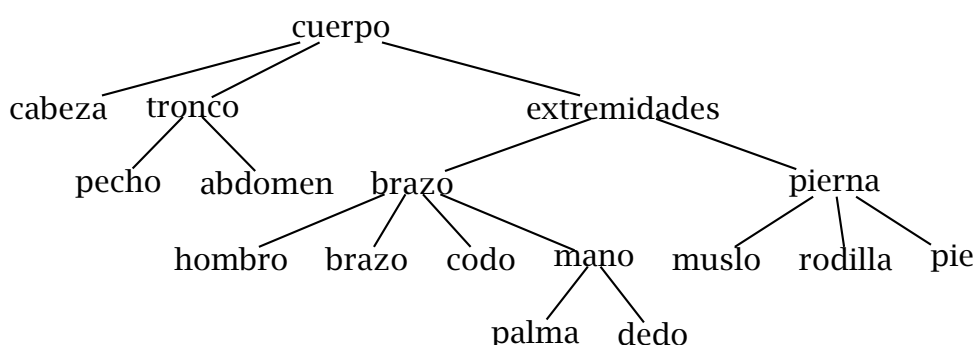 cuerpo
cabeza tronco extremidades
pecho abdomen brazo pierna
hombro brazo codo mano muslo rodilla pie
palma dedo